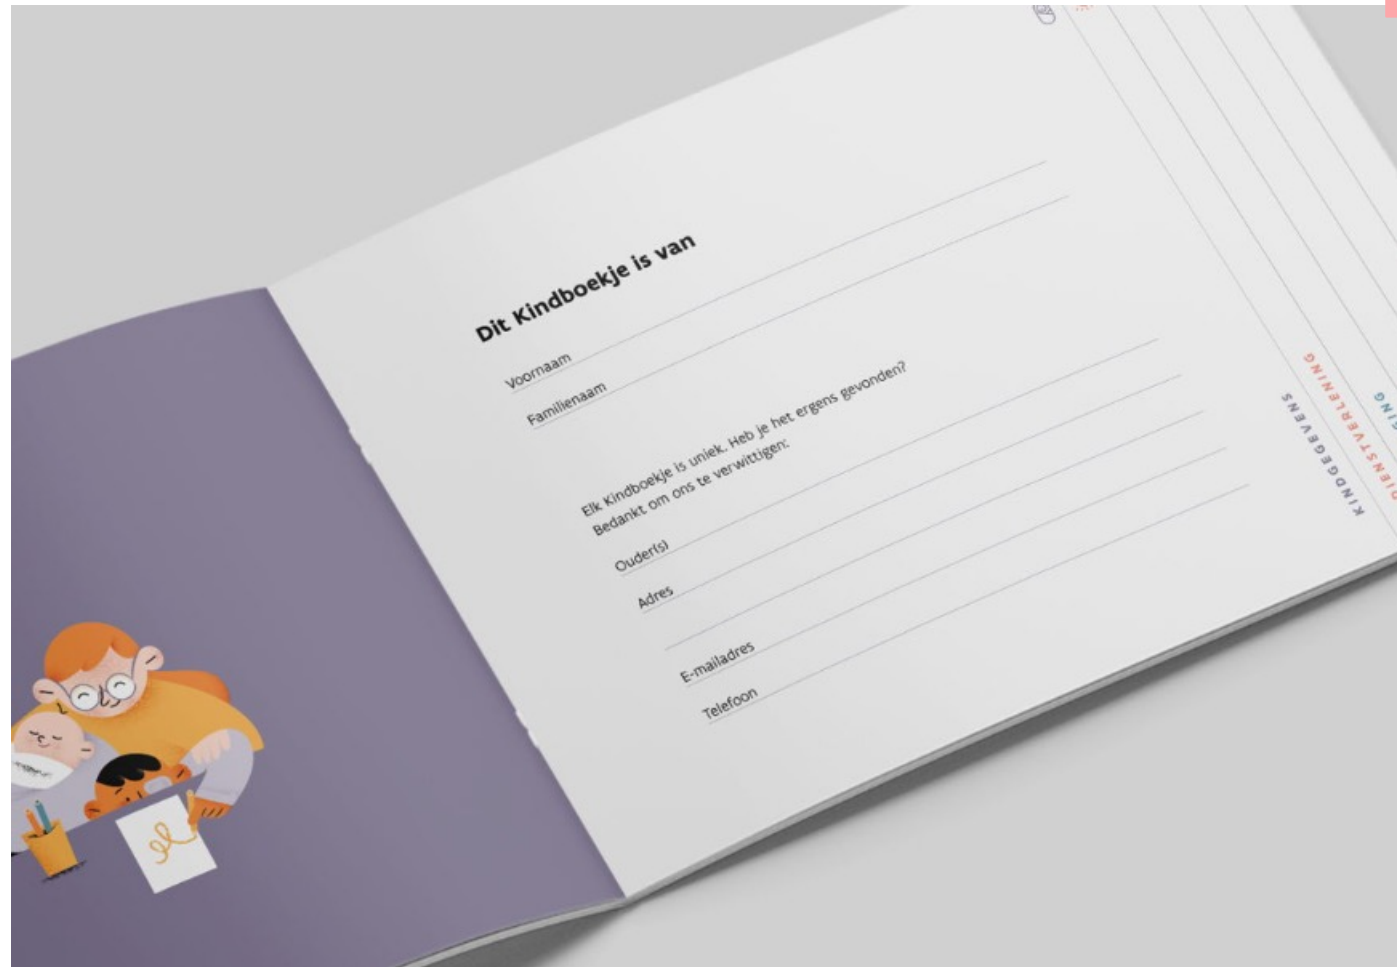 Dit Kindboekje is van
Voornaam
Familienaam
Elk Kindboekje is uniek. Heb je het ergens gevonden?
Bedankt om ons te verwittigen:
Ouder(s)
Adres
E-mailadres
Telefoon
KINDGEGEVENS
DIENSTVERLENING